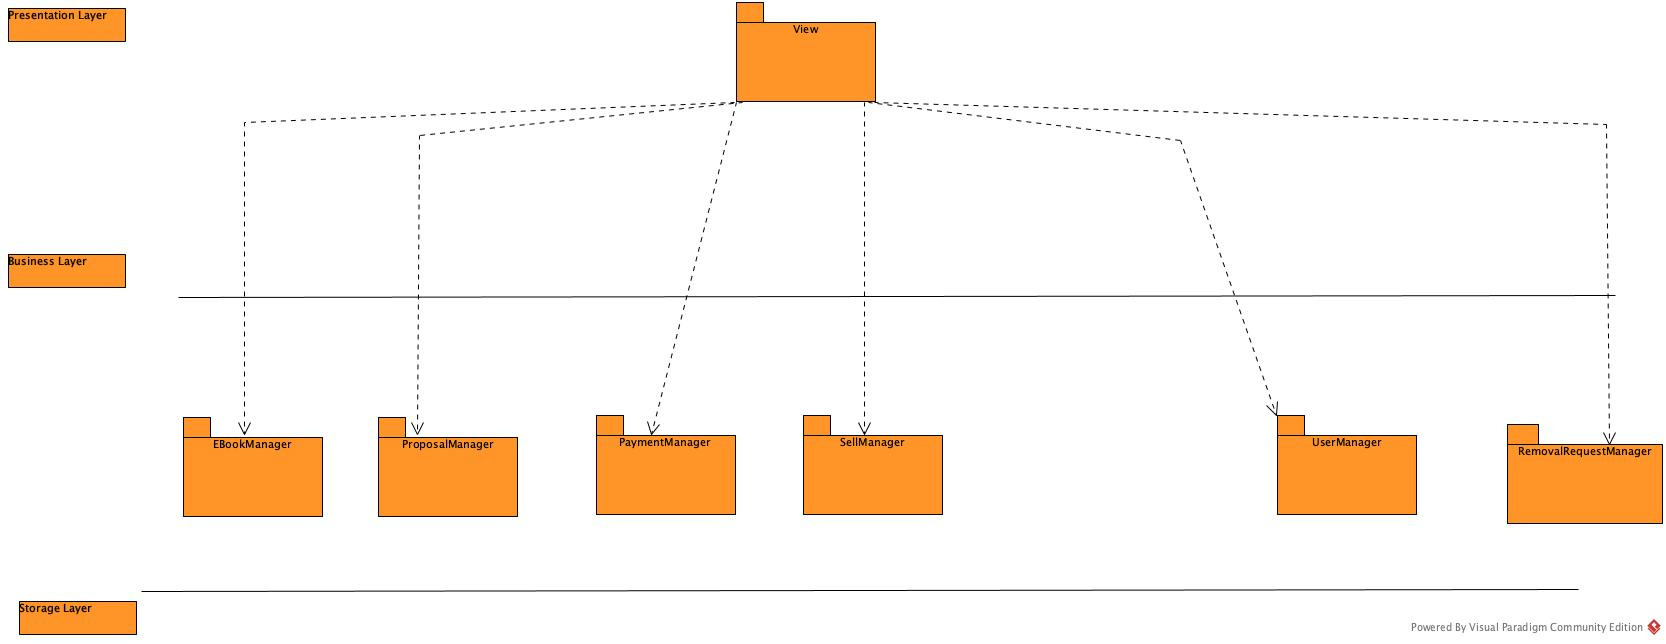 Presentation Layer
View
Business Layer
EBookManager
ProposalManager
PaymentManager
SellManager
UserManager
RemovalRequestManager
Storage Layer
Powered By Visual Paradigm Community Edition